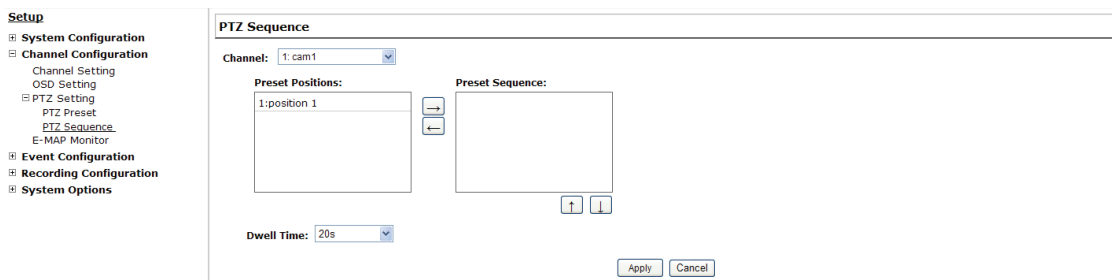 Setup
System Configuration
Channel Configuration
Channel Setting
OSD Setting
PTZ Setting
PTZ Preset
PTZ Sequence
E-MAP Monitor
Event Configuration
Recording Configuration
System Options
PTZ Sequence
Channel: 1: cam1
Preset Positions: Preset Sequence:
1:position 1
→
←
↑ ↓
Dwell Time: 20s
Apply Cancel